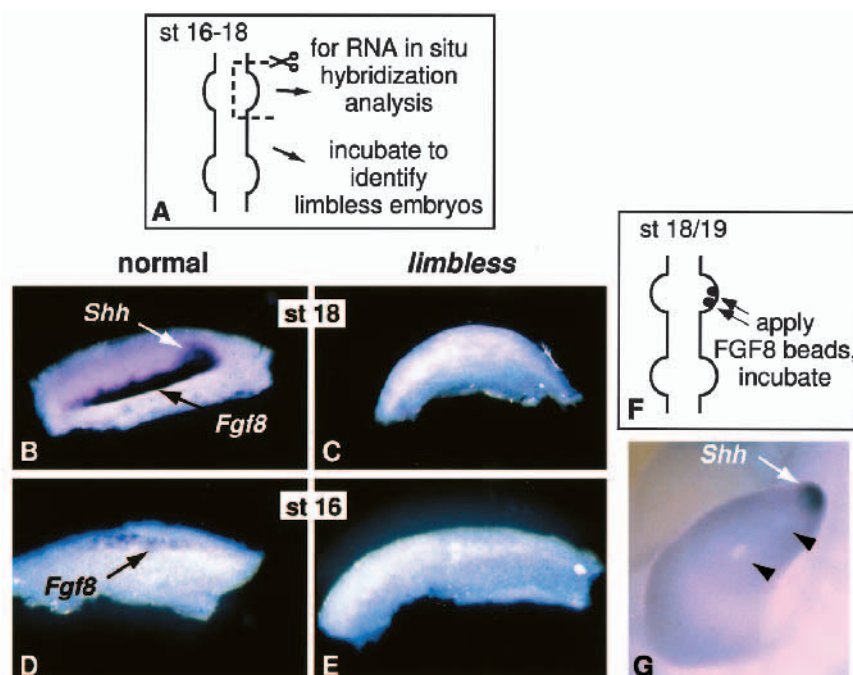 st 16-18
for RNA in situ
hybridization
analysis
incubate to
identify
limbless embryos
A
normal
limbless
st 18
Shh
Fgf8
B
C
st 16
Fgf8
D
E
st 18/19
apply
FGF8 beads,
incubate
F
Shh
G